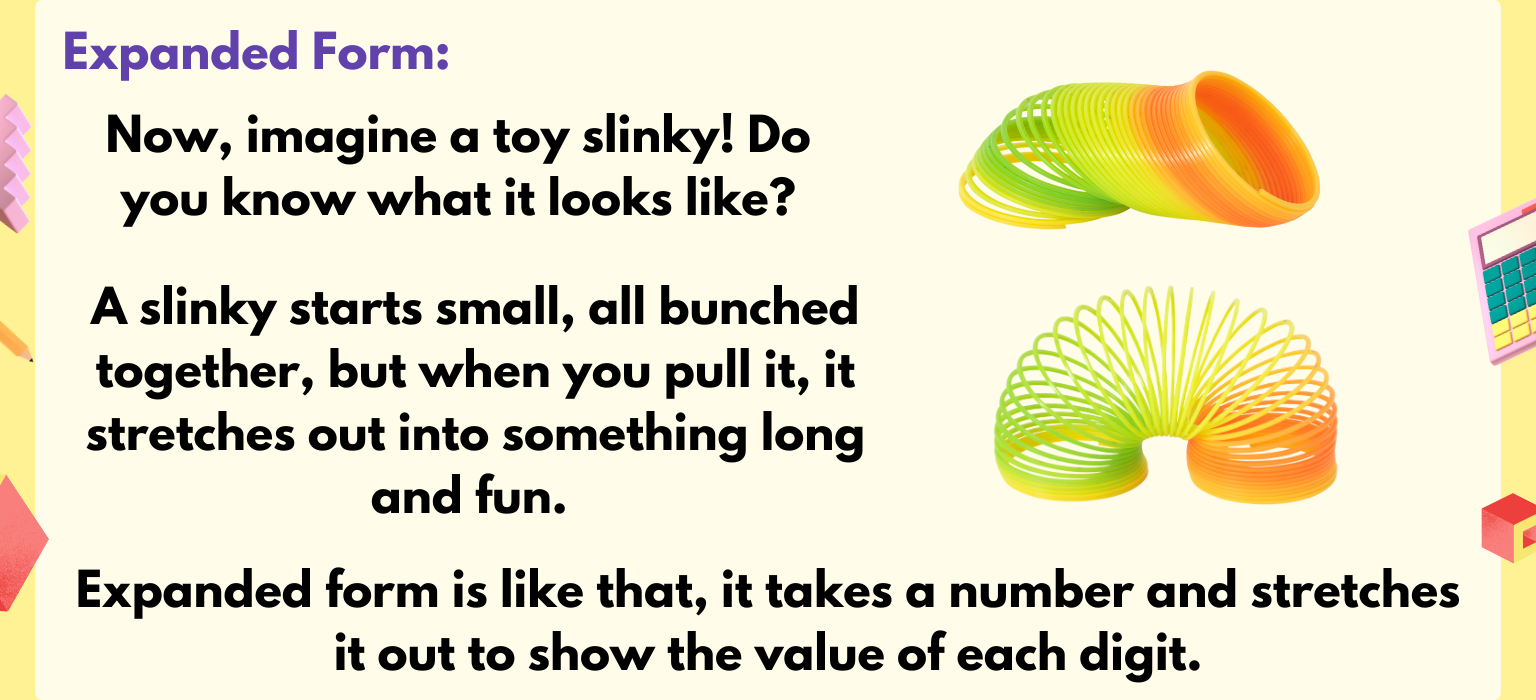 Expanded Form:
Now, imagine a toy slinky! Do
you know what it looks like?
A slinky starts small, all bunched
together, but when you pull it, it
stretches out into something long
and fun.
Expanded form is like that, it takes a number and stretches
it out to show the value of each digit.